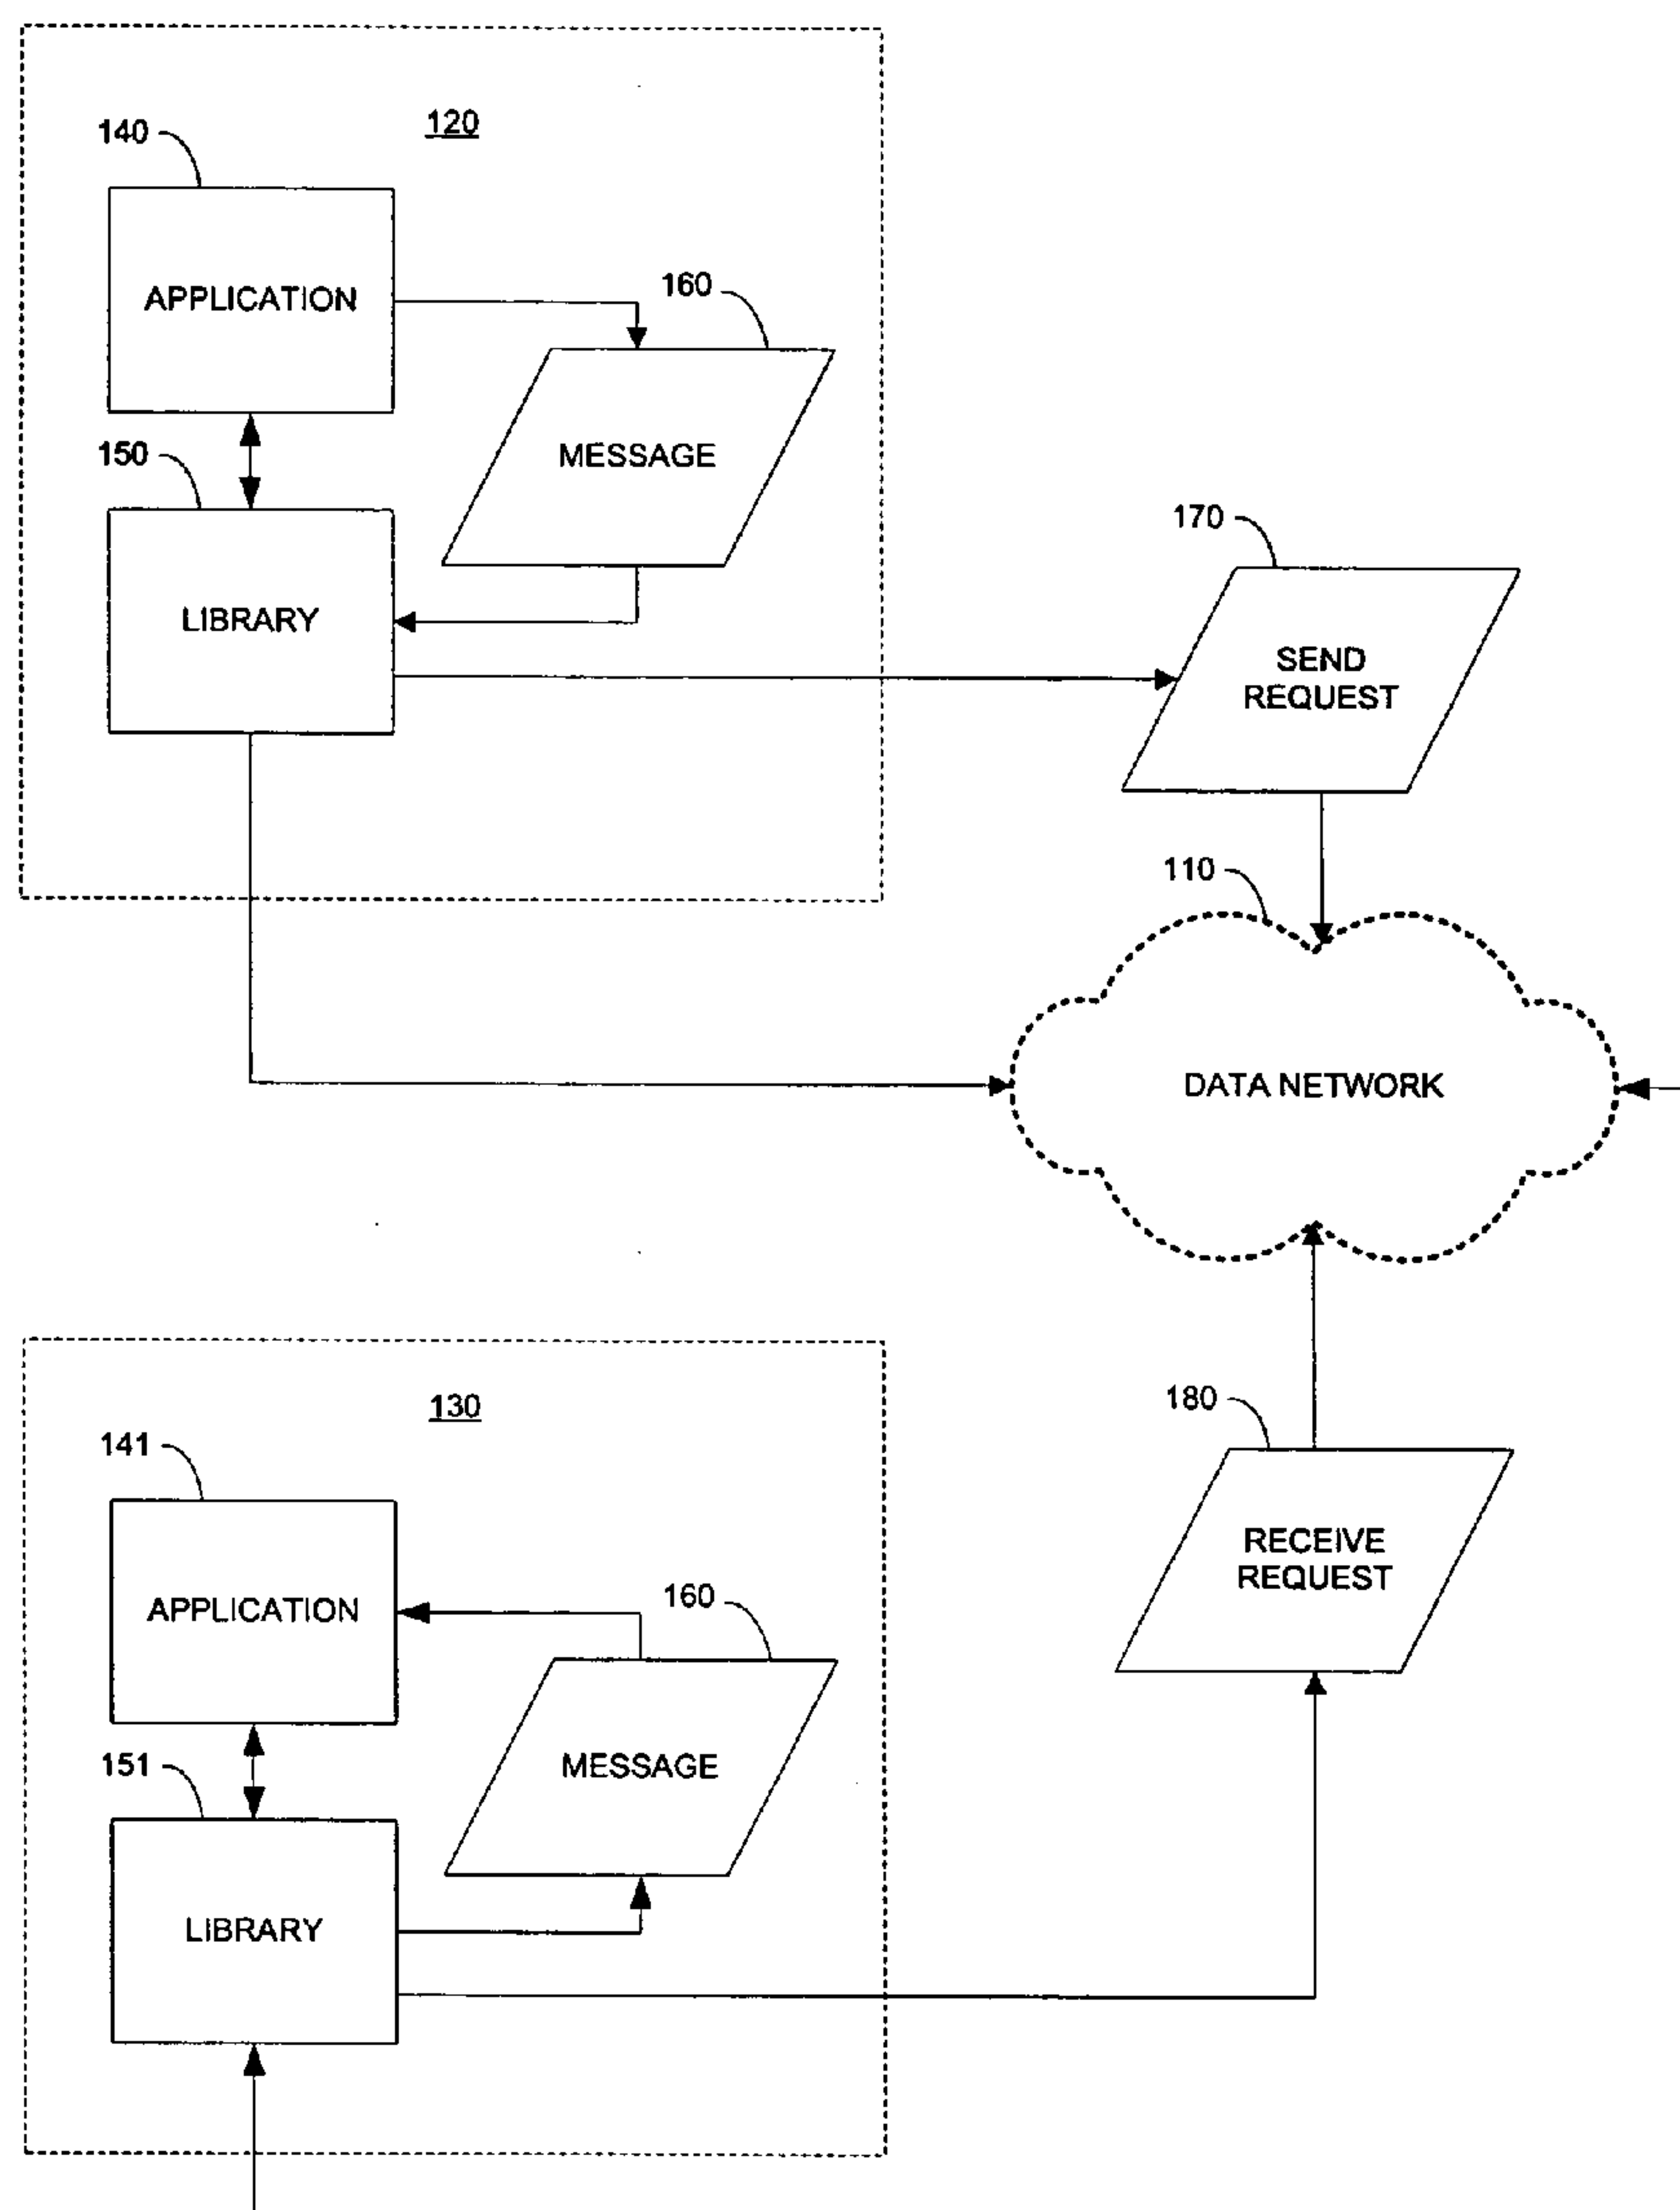 120
140
APPLICATION
160
MESSAGE
150
LIBRARY
170
SEND
REQUEST
110
DATA NETWORK
130
141
APPLICATION
160
MESSAGE
151
LIBRARY
180
RECEIVE
REQUEST